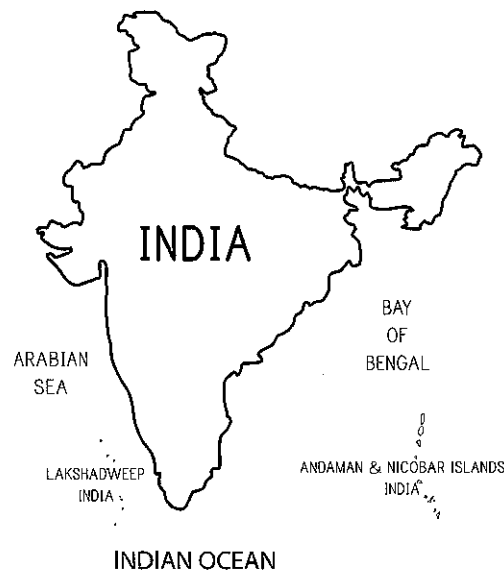 INDIA
BAY
OF
BENGAL
ARABIAN
SEA
LAKSHADWEEP
INDIA
ANDAMAN & NICOBAR ISLANDS
INDIA
INDIAN OCEAN